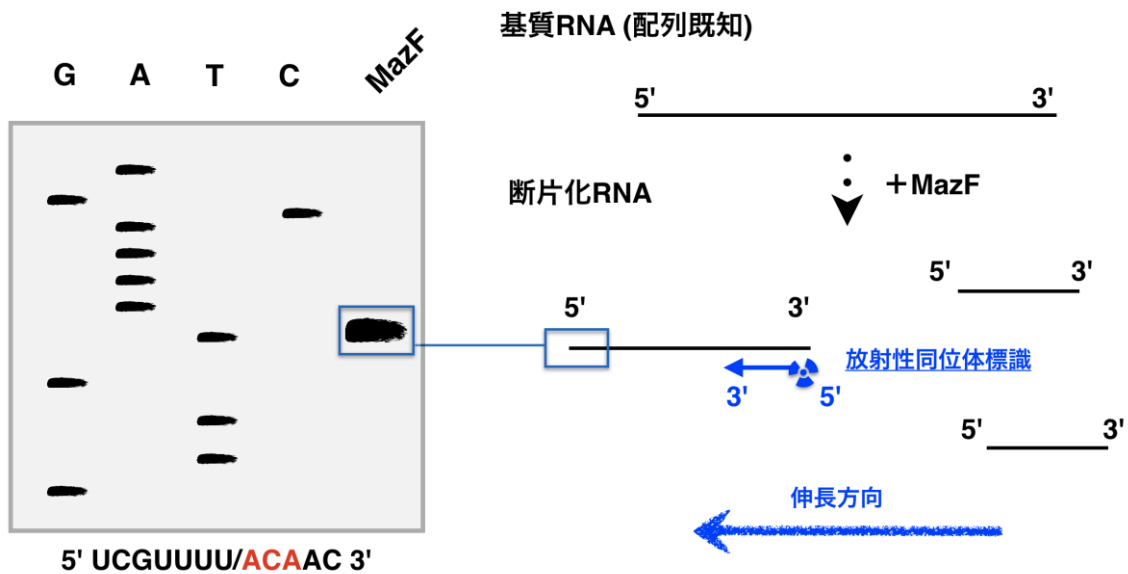 基質RNA (配列既知)
G A T C MazF
5' 3'
＋MazF
断片化RNA
5' 3'
5' 3'
放射性同位体標識
3' 5'
5' 3'
伸長方向
5' UCGUUUU/ACAAC 3'